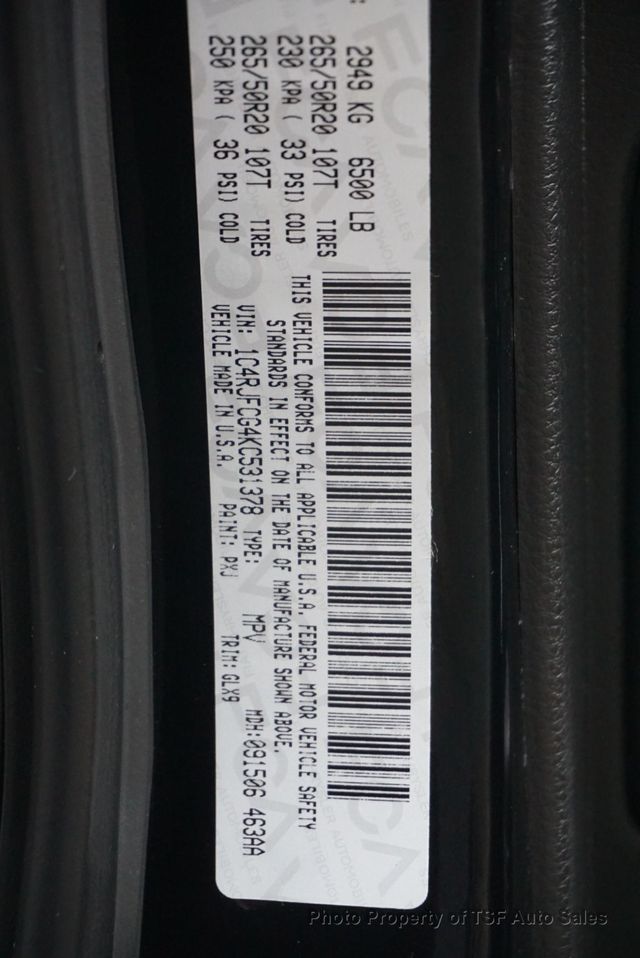 : 2949 KG 6500 LB
265/50R20 107T TIRES
230 KPA ( 33 PSI) COLD
265/50R20 107T TIRES
250 KPA ( 36 PSI) COLD
THIS VEHICLE CONFORMS TO ALL APPLICABLE U.S.A. FEDERAL MOTOR VEHICLE SAFETY
STANDARDS IN EFFECT ON THE DATE OF MANUFACTURE SHOWN ABOVE.
VIN: 1C4RJFCG4KC531378 TYPE: MPV MDH:091506 463AA
VEHICLE MADE IN U.S.A. PAINT: PXJ TRIM: GLX9
Photo Property of TSF Auto Sales